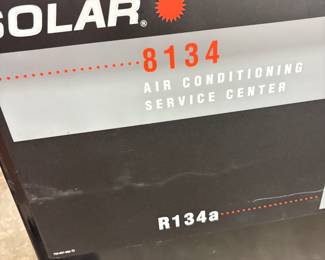 SOLAR®
8134
AIR CONDITIONING
SERVICE CENTER
R134a